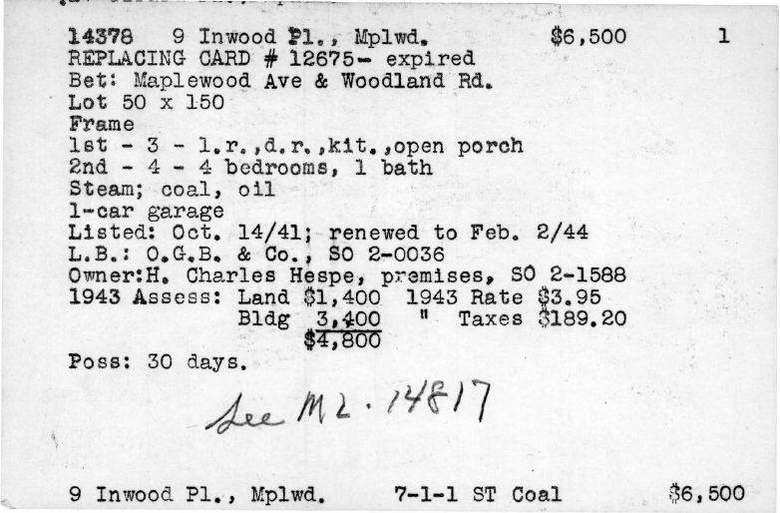 14378 9 Inwood Pl., Mplwd. $6,500 1
REPLACING CARD # 12675- expired
Bet: Maplewood Ave & Woodland Rd.
Lot 50 x 150
Frame
1st - 3 - l.r.,d.r.,kit.,open porch
2nd - 4 - 4 bedrooms, 1 bath
Steam; coal, oil
1-car garage
Listed: Oct. 14/41; renewed to Feb. 2/44
L.B.: O.G.B. & Co., SO 2-0036
Owner:H. Charles Hespe, premises, SO 2-1588
1943 Assess: Land $1,400 1943 Rate $3.95
Bldg 3,400 " Taxes $189.20
$4,800
Poss: 30 days.
See ML. 14817
9 Inwood Pl., Mplwd. 7-1-1 ST Coal $6,500